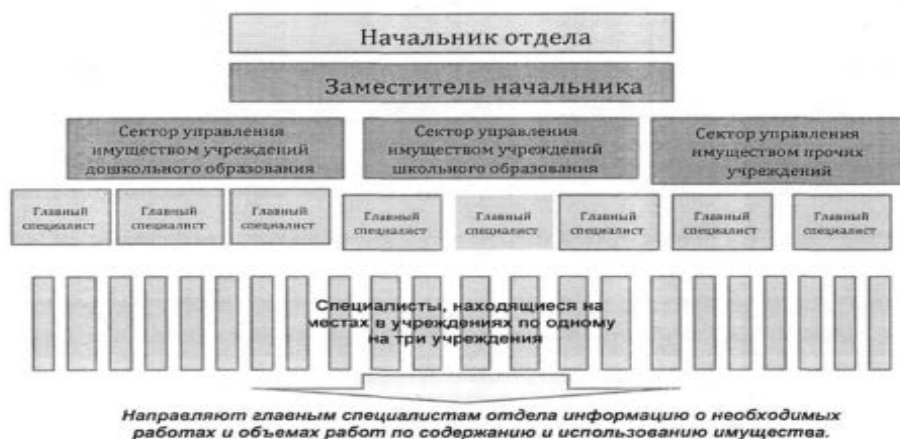 Начальник отдела
Заместитель начальника
Сектор управления
имуществом учреждений
дошкольного образования
Сектор управления
имуществом учреждений
школьного образования
Сектор управления
имуществом прочих
учреждений
Главный
специалист
Главный
специалист
Главный
специалист
Главный
специалист
Главный
специалист
Главный
специалист
Главный
специалист
Главный
специалист
Специалисты, находящиеся на
местах в учреждениях по одному
на три учреждения
Направляют главным специалистам отдела информацию о необходимых
работах и объемах работ по содержанию и использованию имущества.